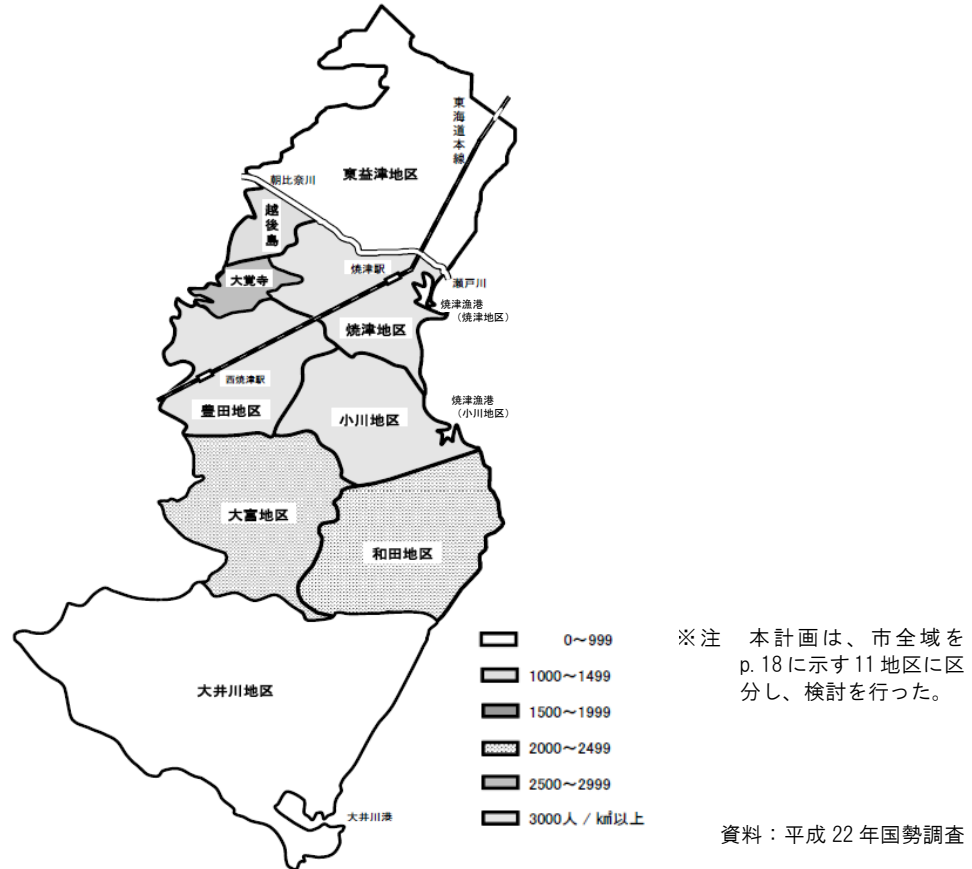 東海道本線
東益津地区
朝比奈川
越後島
焼津駅
大覚寺
瀬戸川
焼津漁港
（焼津地区）
焼津地区
西焼津駅
焼津漁港
（小川地区）
豊田地区
小川地区
大富地区
和田地区
大井川地区
大井川港
0～999
1000～1499
1500～1999
2000～2499
2500～2999
3000人 / k㎡以上
※注　本計画は、市全域を
p. 18 に示す 11 地区に区
分し、検討を行った。
資料：平成 22 年国勢調査